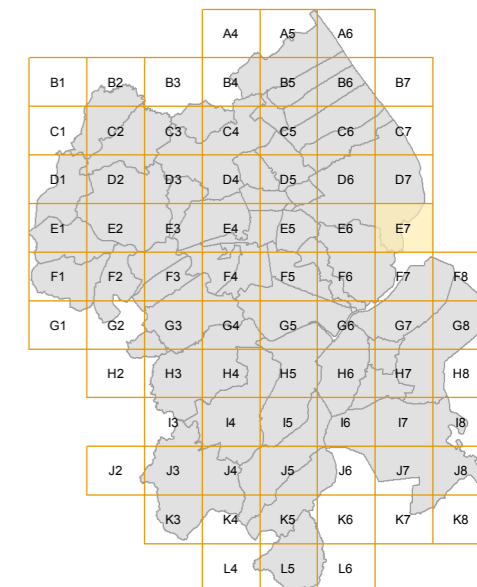 A4 A5 A6
B1 B2 B3 B4 B5 B6 B7
C1 C2 C3 C4 C5 C6 C7
D1 D2 D3 D4 D5 D6 D7
E1 E2 E3 E4 E5 E6 E7
F1 F2 F3 F4 F5 F6 F7 F8
G1 G2 G3 G4 G5 G6 G7 G8
H2 H3 H4 H5 H6 H7 H8
I3 I4 I5 I6 I7 I8
J2 J3 J4 J5 J6 J7 J8
K3 K4 K5 K6 K7 K8
L4 L5 L6